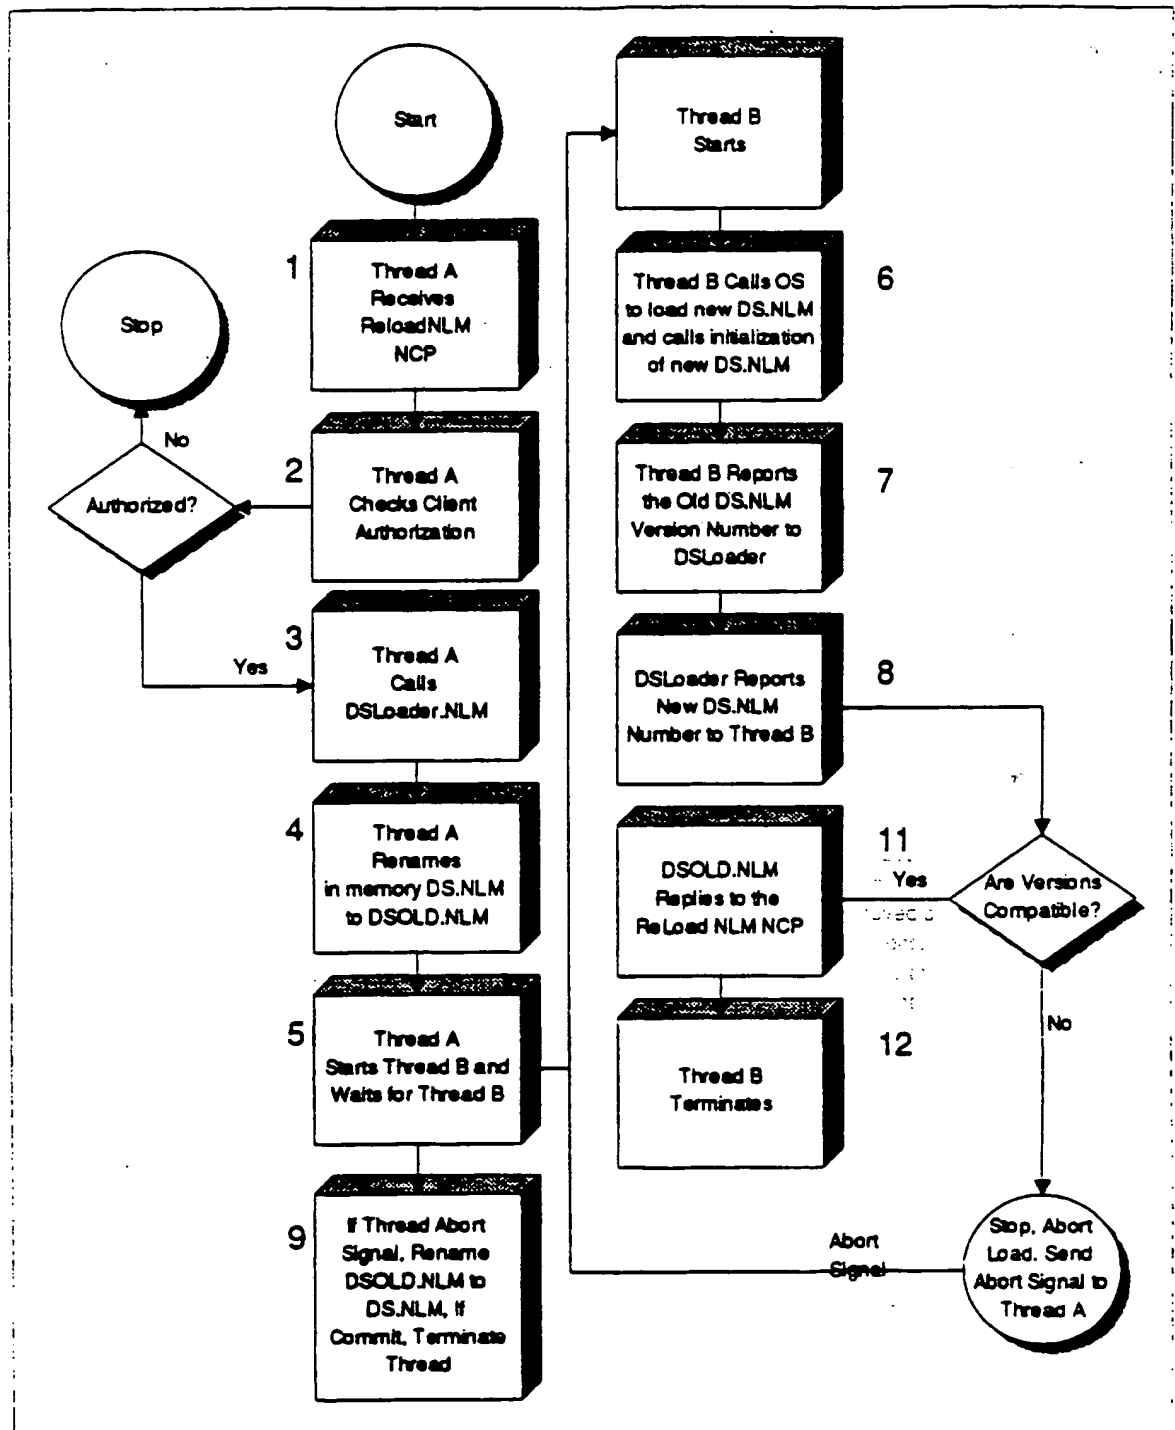 Start
1
Thread A
Receives
ReloadNLM
NCP
Stop
No
Authorized?
2
Thread A
Checks Client
Authorization
Yes
3
Thread A
Calls
DSLoader.NLM
4
Thread A
Renames
in memory DS.NLM
to DSOLD.NLM
5
Thread A
Starts Thread B and
Waits for Thread B
9
If Thread Abort
Signal, Rename
DSOLD.NLM to
DS.NLM, If
Commit, Terminate
Thread
Thread B
Starts
6
Thread B Calls OS
to load new DS.NLM
and calls initialization
of new DS.NLM
7
Thread B Reports
the Old DS.NLM
Version Number to
DSLoader
8
DSLoader Reports
New DS.NLM
Number to Thread B
Are Versions
Compatible?
Yes
11
DSOLD.NLM
Replies to the
ReLoad NLM NCP
12
Thread B
Terminates
No
Stop, Abort
Load. Send
Abort Signal to
Thread A
Abort
Signal